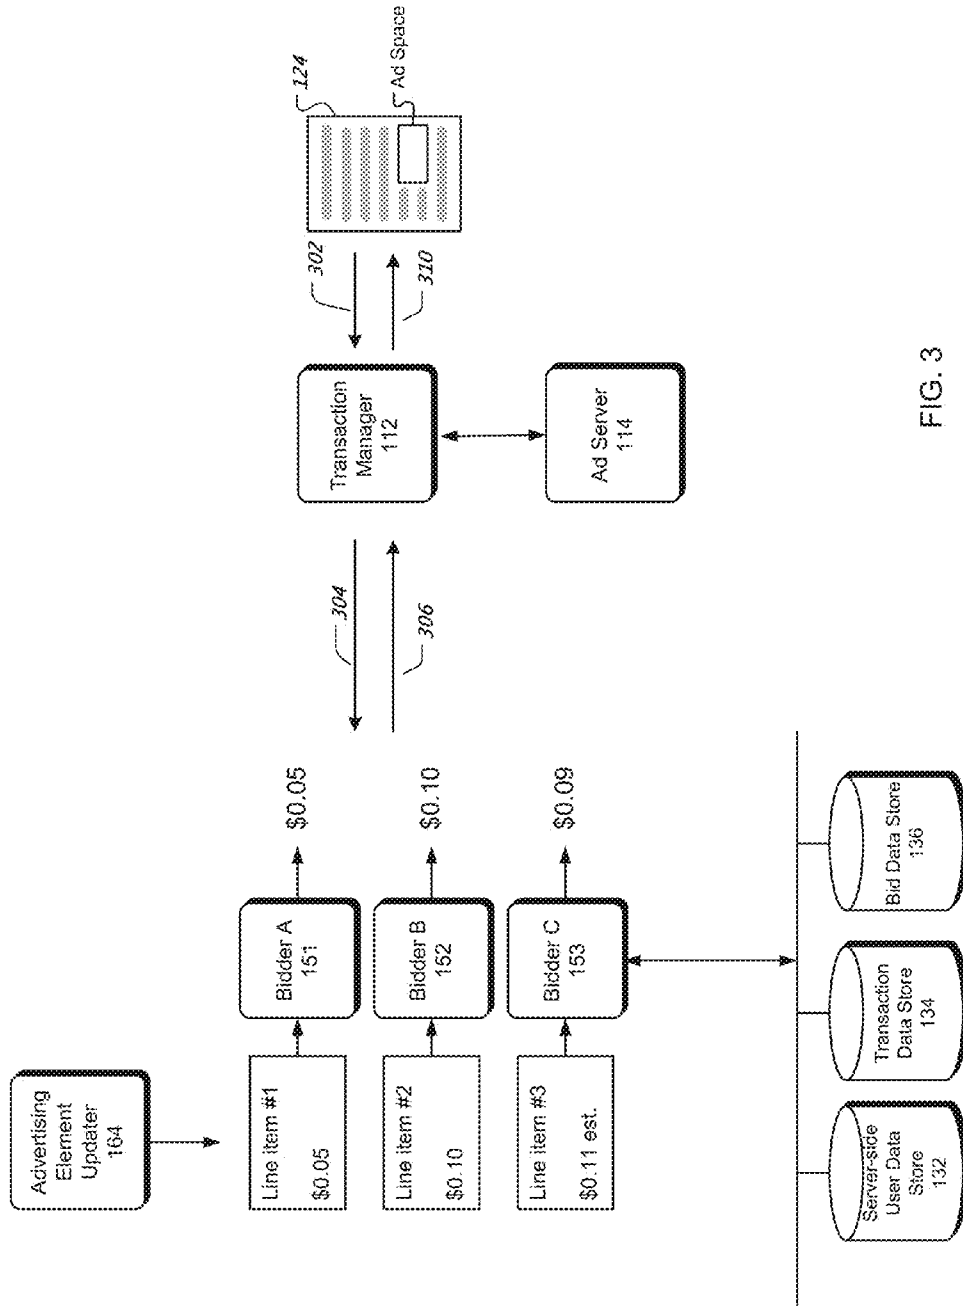 Advertising
Element
Updater
164
Line item #1
$0.05
Bidder A
151
$0.05
Line item #2
$0.10
Bidder B
152
$0.10
Line item #3
$0.11 est.
Bidder C
153
$0.09
304
306
Transaction
Manager
112
Ad Server
114
302
310
124
Ad Space
Server-side
User Data
Store
132
Transaction
Data Store
134
Bid Data Store
136
FIG. 3